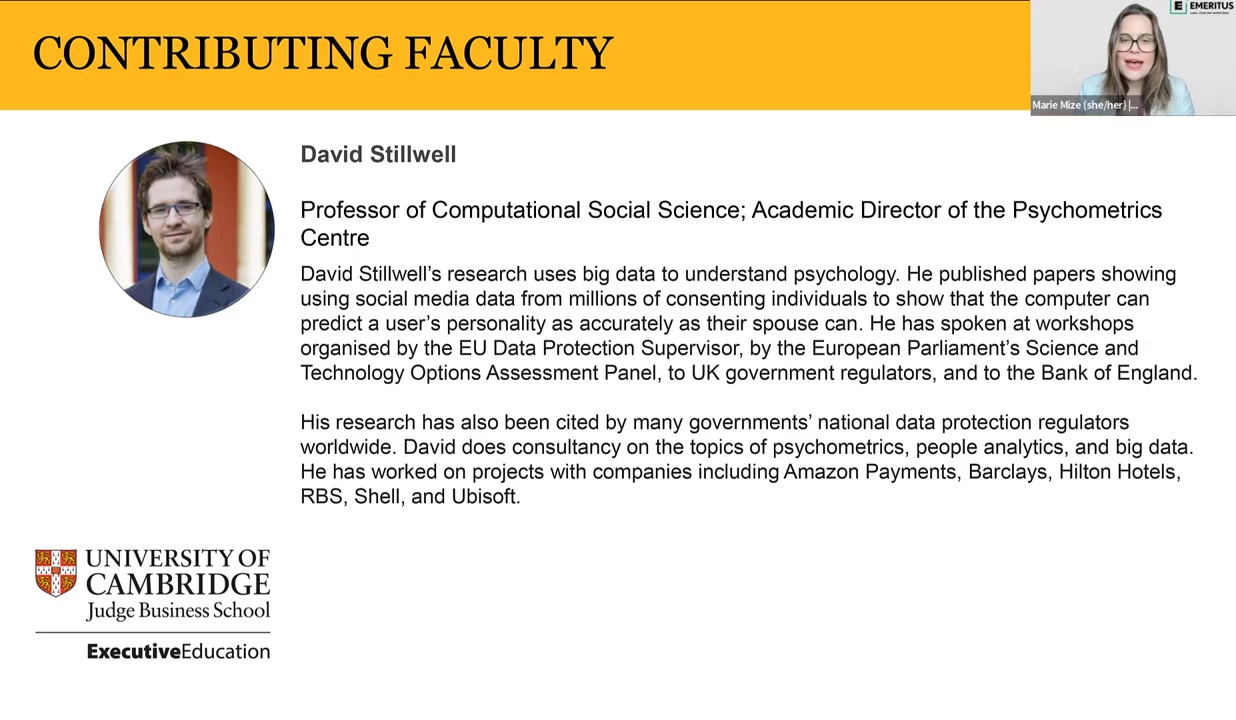 CONTRIBUTING FACULTY
E EMERITUS
Marie Mize (she/her) |...
David Stillwell
Professor of Computational Social Science; Academic Director of the Psychometrics
Centre
David Stillwell’s research uses big data to understand psychology. He published papers showing
using social media data from millions of consenting individuals to show that the computer can
predict a user’s personality as accurately as their spouse can. He has spoken at workshops
organised by the EU Data Protection Supervisor, by the European Parliament’s Science and
Technology Options Assessment Panel, to UK government regulators, and to the Bank of England.
His research has also been cited by many governments’ national data protection regulators
worldwide. David does consultancy on the topics of psychometrics, people analytics, and big data.
He has worked on projects with companies including Amazon Payments, Barclays, Hilton Hotels,
RBS, Shell, and Ubisoft.
UNIVERSITY OF
CAMBRIDGE
Judge Business School
ExecutiveEducation